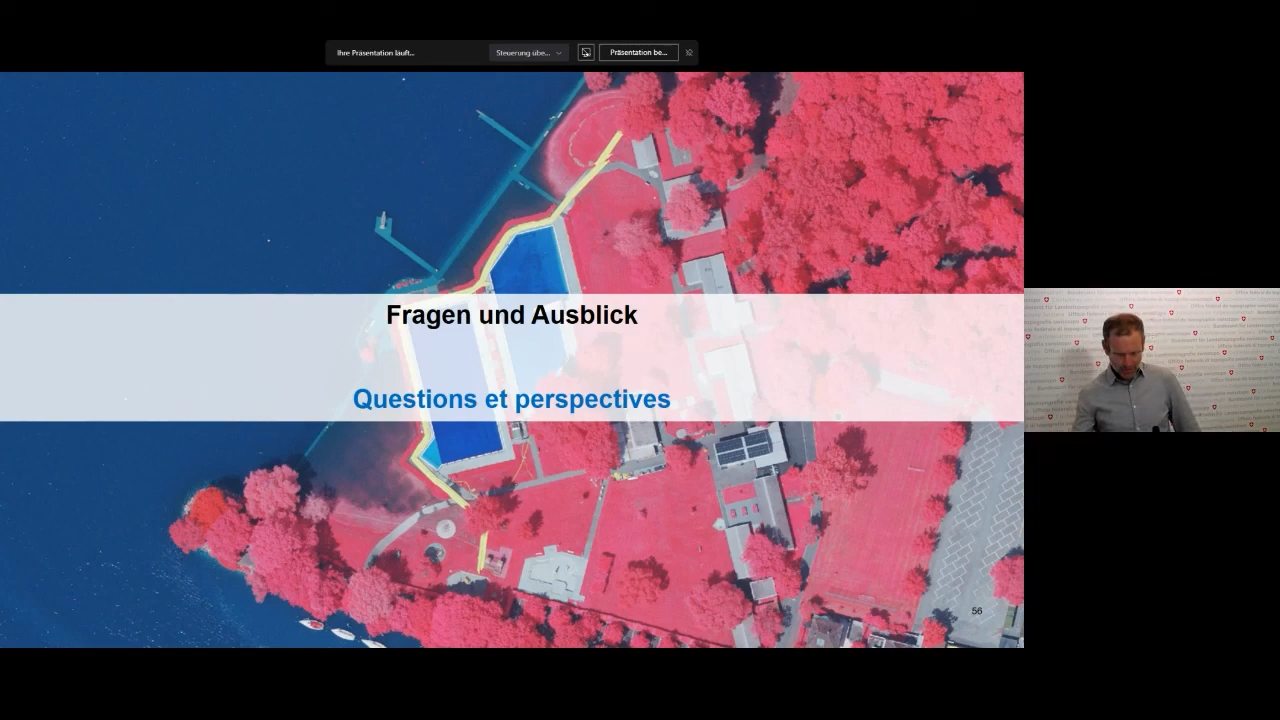 Ihre Präsentation läuft...
Steuerung übe...
Präsentation be...
Fragen und Ausblick
Questions et perspectives
56